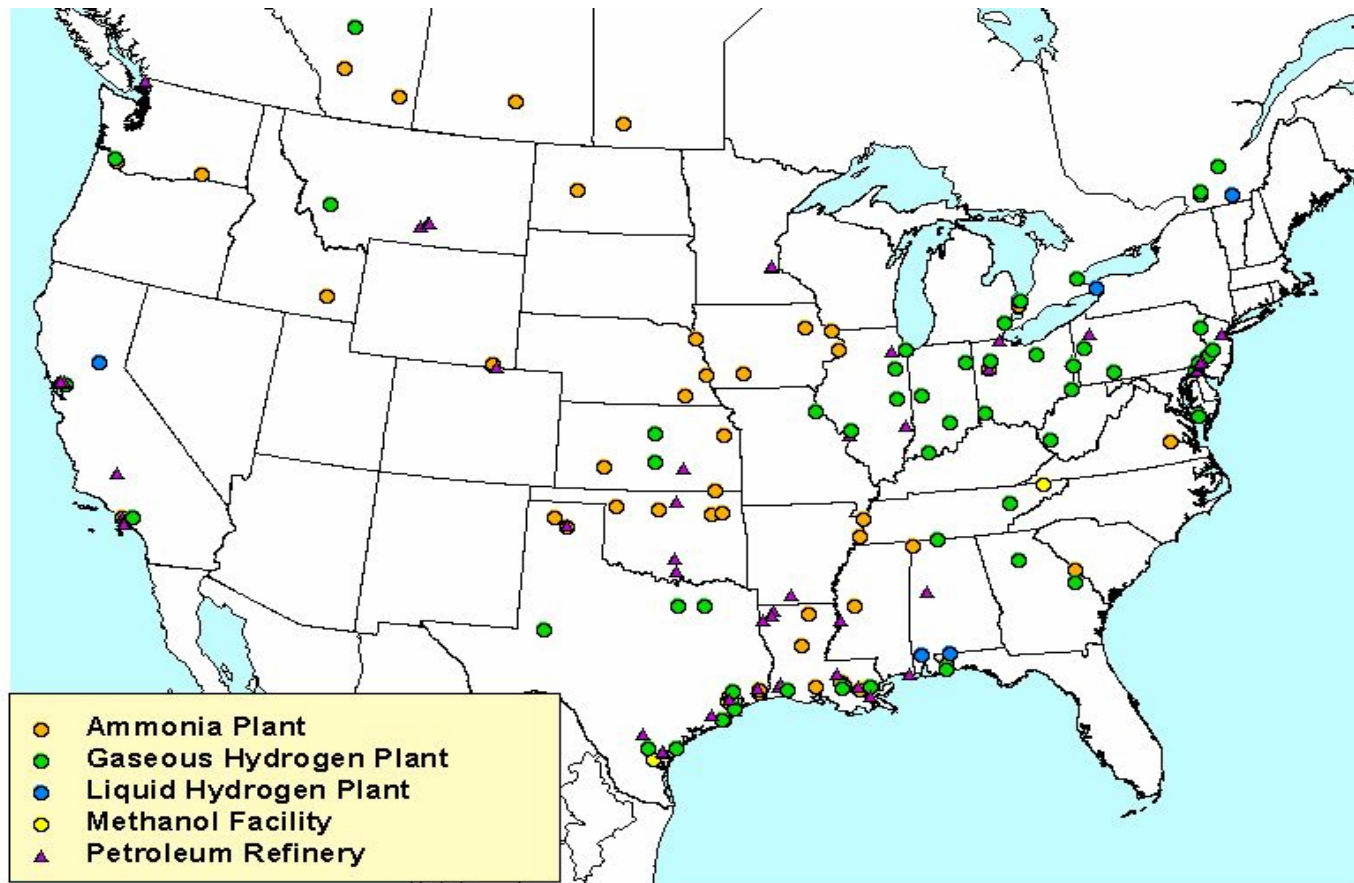 Ammonia Plant
Gaseous Hydrogen Plant
Liquid Hydrogen Plant
Methanol Facility
Petroleum Refinery